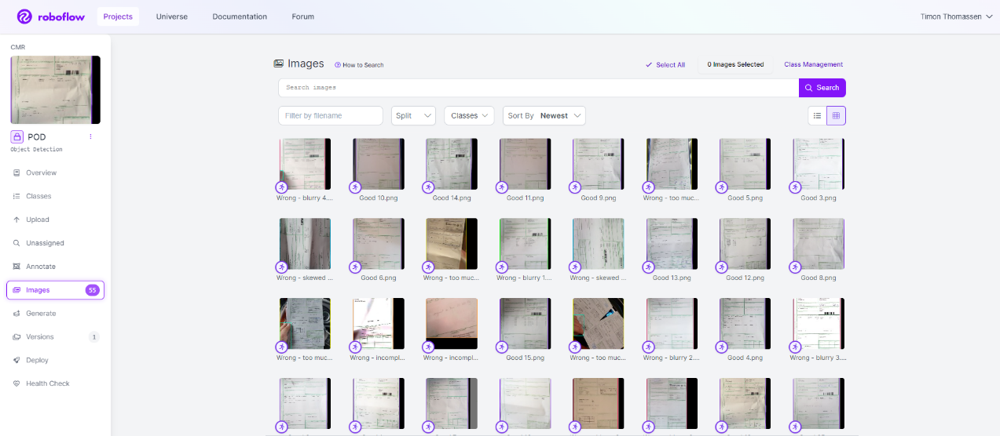 roboflow
Projects
Universe
Documentation
Forum
Timon Thomassen
CMR
POD
Object Detection
Overview
Classes
Upload
Unassigned
Annotate
Images 55
Generate
Versions 1
Deploy
Health Check
Images
How to Search
Select All
0 Images Selected
Class Management
Search images
Search
Filter by filename
Split
Classes
Sort By Newest
Wrong - blurry 4....
Good 10.png
Good 14.png
Good 11.png
Good 9.png
Wrong - too muc...
Good 5.png
Good 3.png
Wrong - skewed ...
Good 6.png
Wrong - too muc...
Wrong - blurry 1....
Wrong - skewed ...
Good 13.png
Good 12.png
Good 8.png
Wrong - too muc...
Wrong - incompl...
Wrong - incompl...
Good 15.png
Wrong - too muc...
Wrong - blurry 2....
Good 4.png
Wrong - blurry 3....